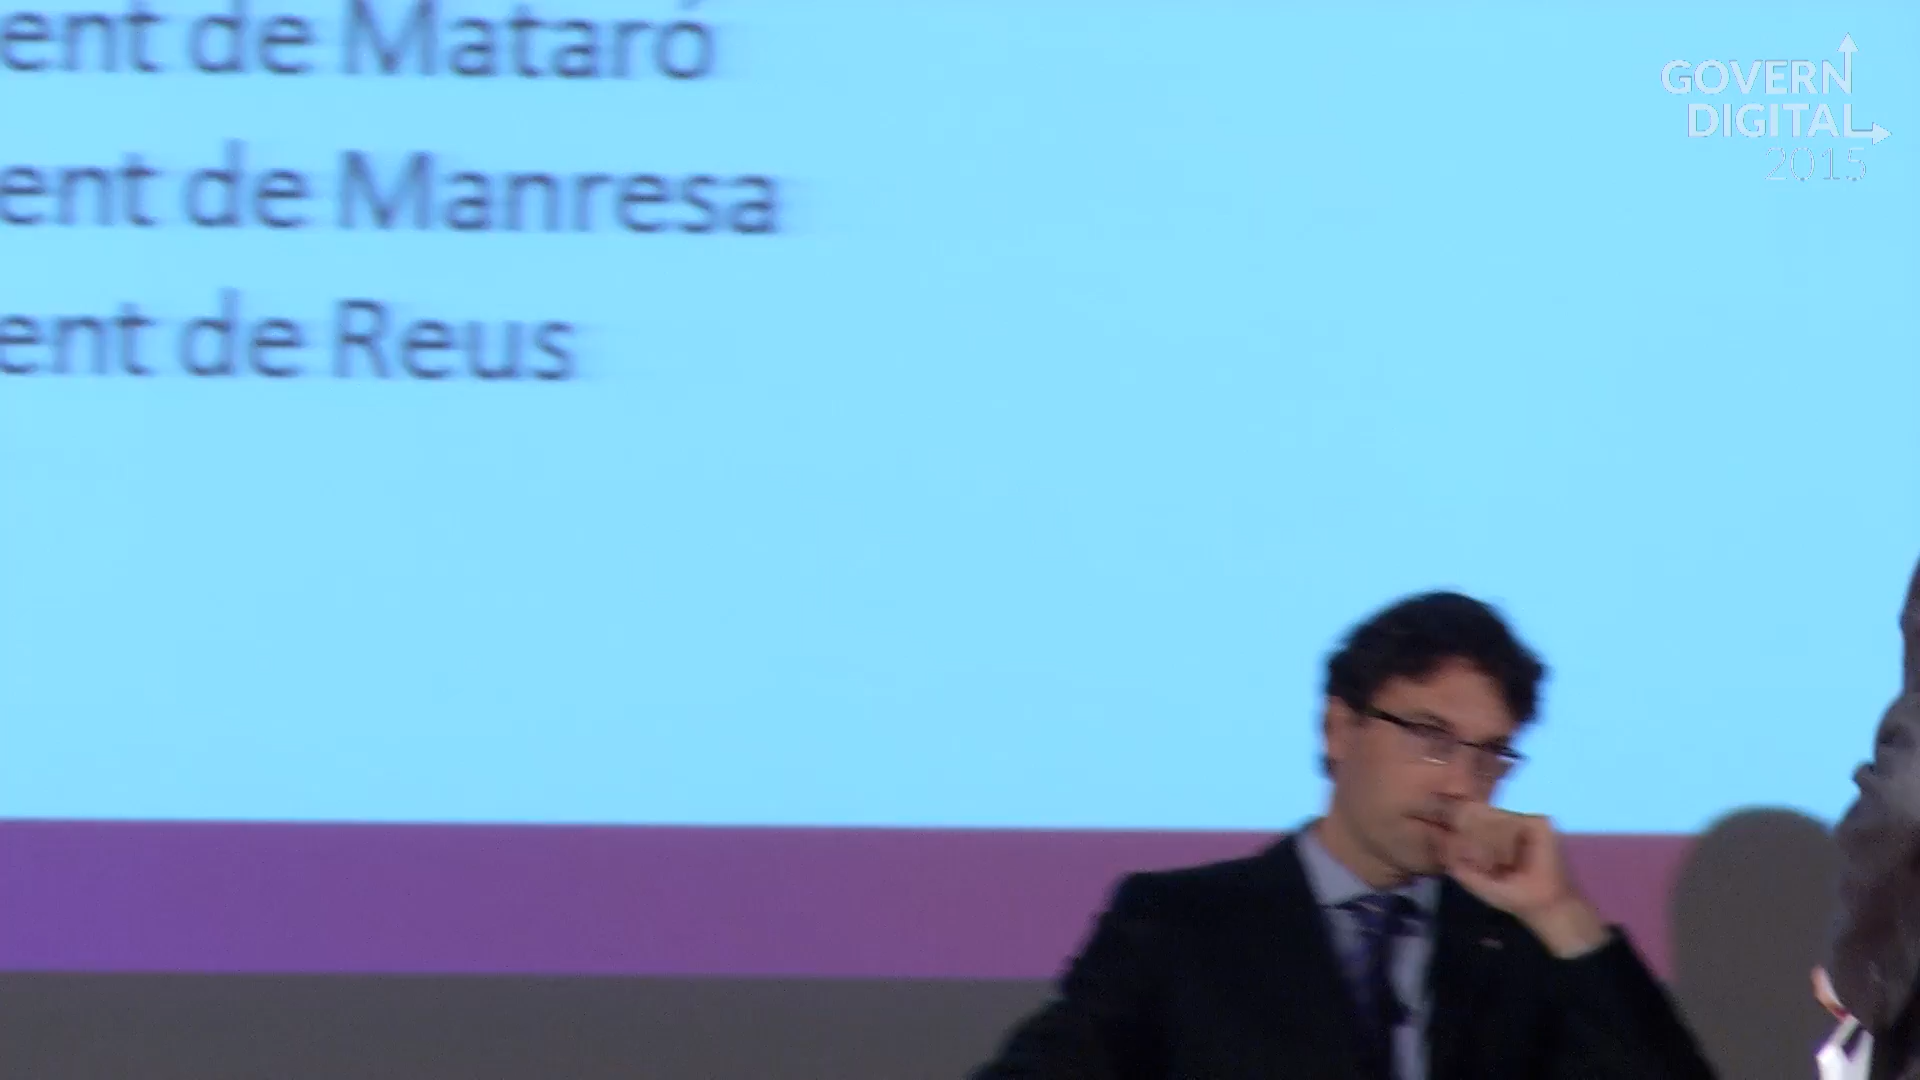 ent de Mataró
ent de Manresa
ent de Reus
GOVERN
DIGITAL
2015